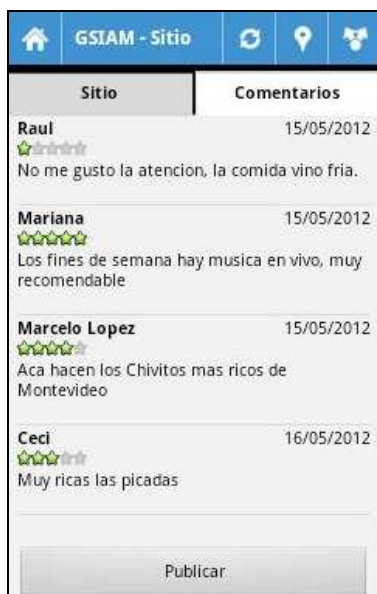 GSIAM - Sitio
Sitio
Comentarios
Raul
15/05/2012
No me gusto la atencion, la comida vino fria.
Mariana
15/05/2012
Los fines de semana hay musica en vivo, muy
recomendable
Marcelo Lopez
15/05/2012
Aca hacen los Chivitos mas ricos de
Montevideo
Ceci
16/05/2012
Muy ricas las picadas
Publicar